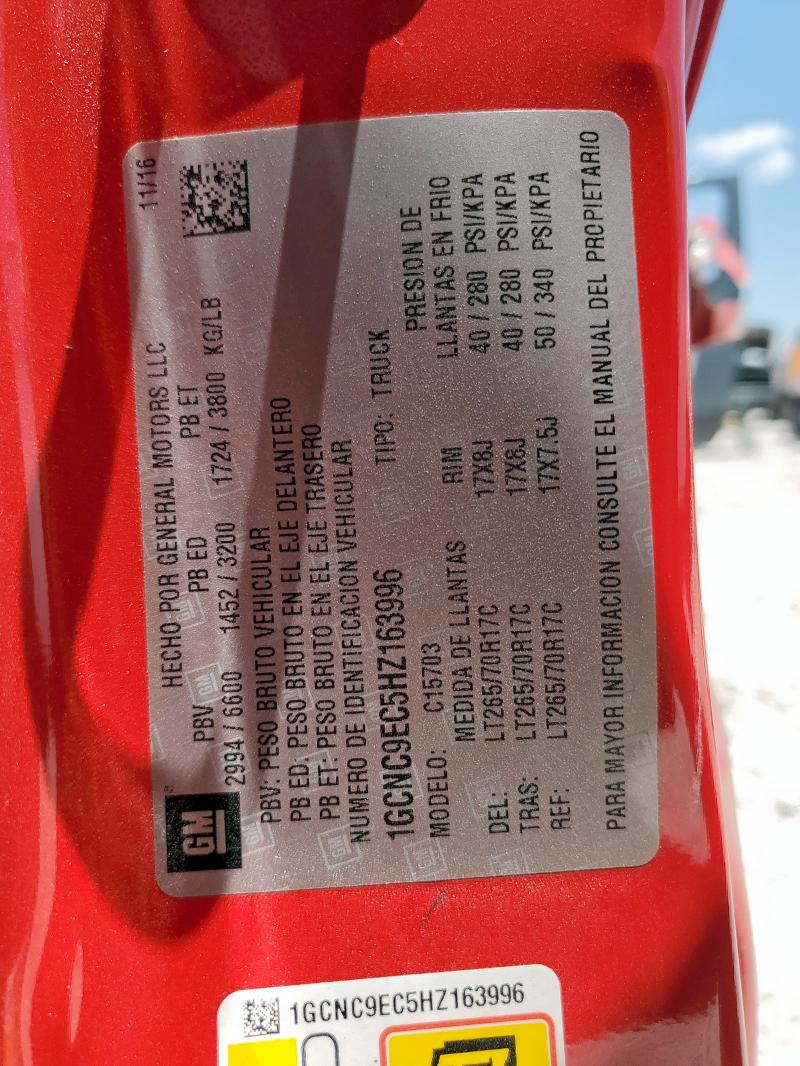 GM
HECHO POR GENERAL MOTORS LLC 11/16
PBV PB ED PB ET
2994 / 6600 1452 / 3200 1724 / 3800 KG/LB
PBV: PESO BRUTO VEHICULAR
PB ED: PESO BRUTO EN EL EJE DELANTERO
PB ET: PESO BRUTO EN EL EJE TRASERO
NUMERO DE IDENTIFICACION VEHICULAR
1GCNC9EC5HZ163996 TIPO: TRUCK
MODELO: C15703 PRESION DE
MEDIDA DE LLANTAS RIM LLANTAS EN FRIO
DEL: LT265/70R17C 17X8J 40 / 280 PSI/KPA
TRAS: LT265/70R17C 17X8J 40 / 280 PSI/KPA
REF: LT265/70R17C 17X7.5J 50 / 340 PSI/KPA
PARA MAYOR INFORMACION CONSULTE EL MANUAL DEL PROPIETARIO
1GCNC9EC5HZ163996